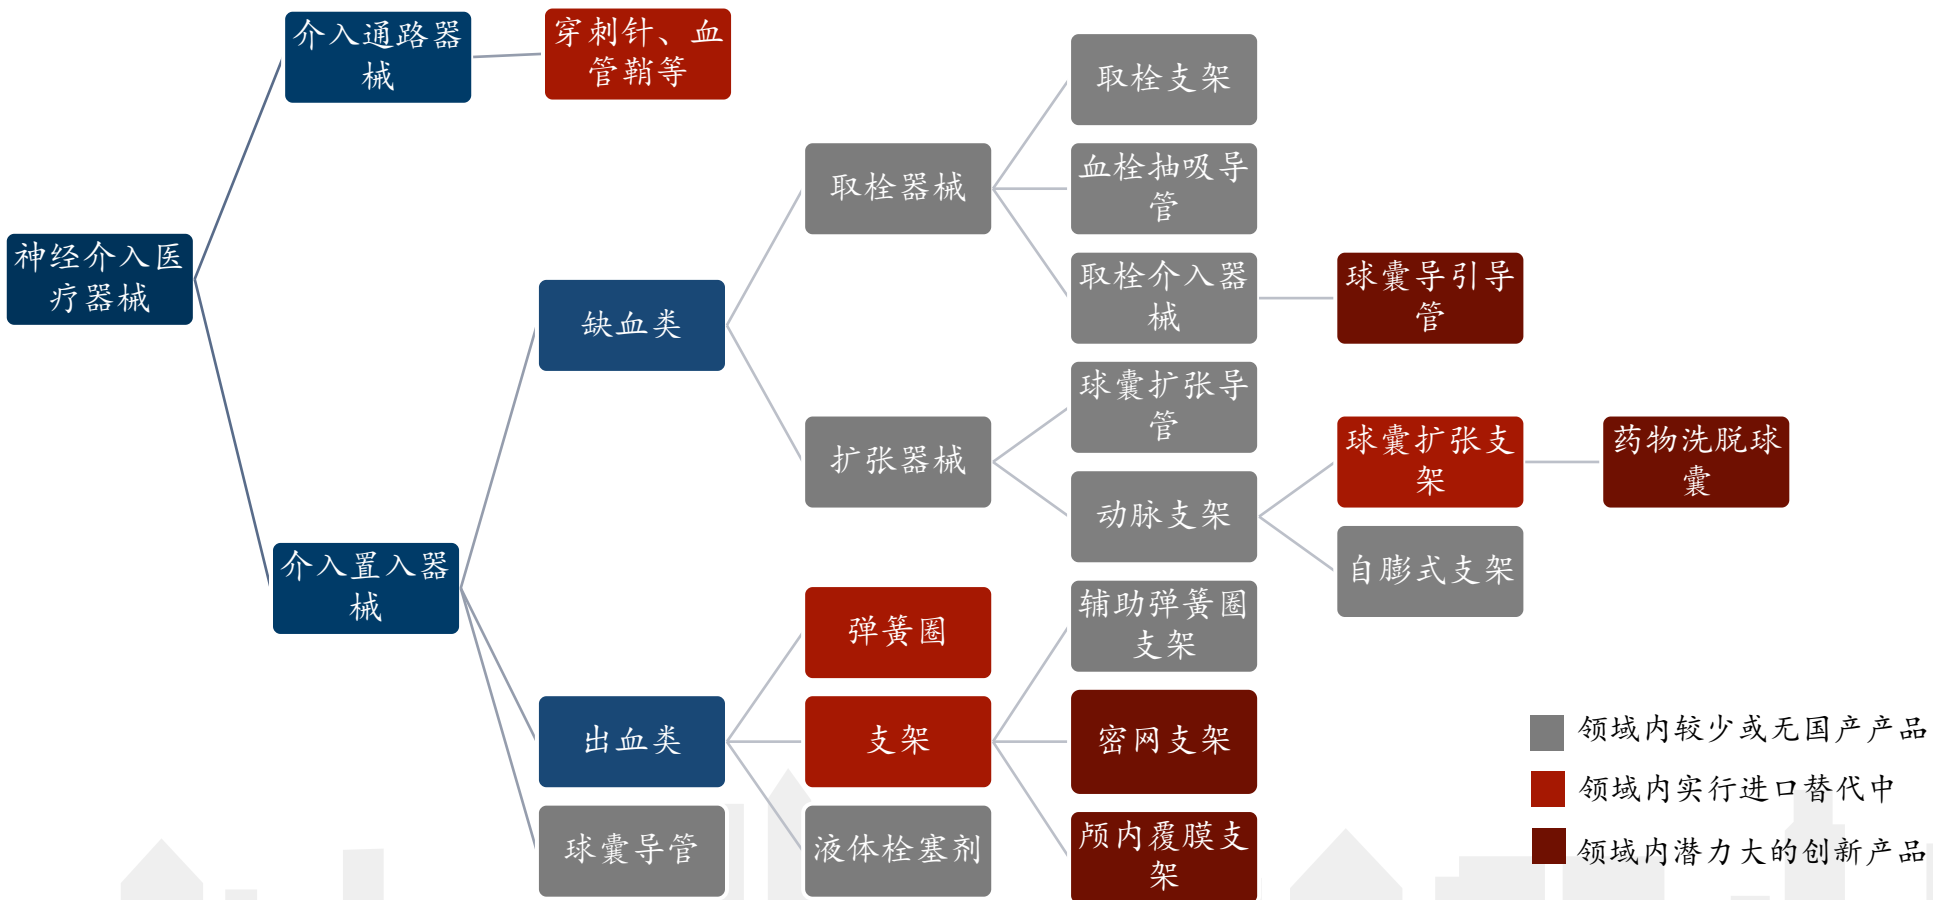 介入通路器
械
穿刺针、血
管鞘等
取栓支架
取栓器械
血栓抽吸导
管
神经介入医
疗器械
取栓介入器
械
球囊导引导
管
缺血类
球囊扩张导
管
扩张器械
球囊扩张支
架
药物洗脱球
囊
动脉支架
自膨式支架
介入置入器
械
弹簧圈
辅助弹簧圈
支架
出血类
支架
密网支架
球囊导管
液体栓塞剂
颅内覆膜支
架
领域内较少或无国产产品
领域内实行进口替代中
领域内潜力大的创新产品